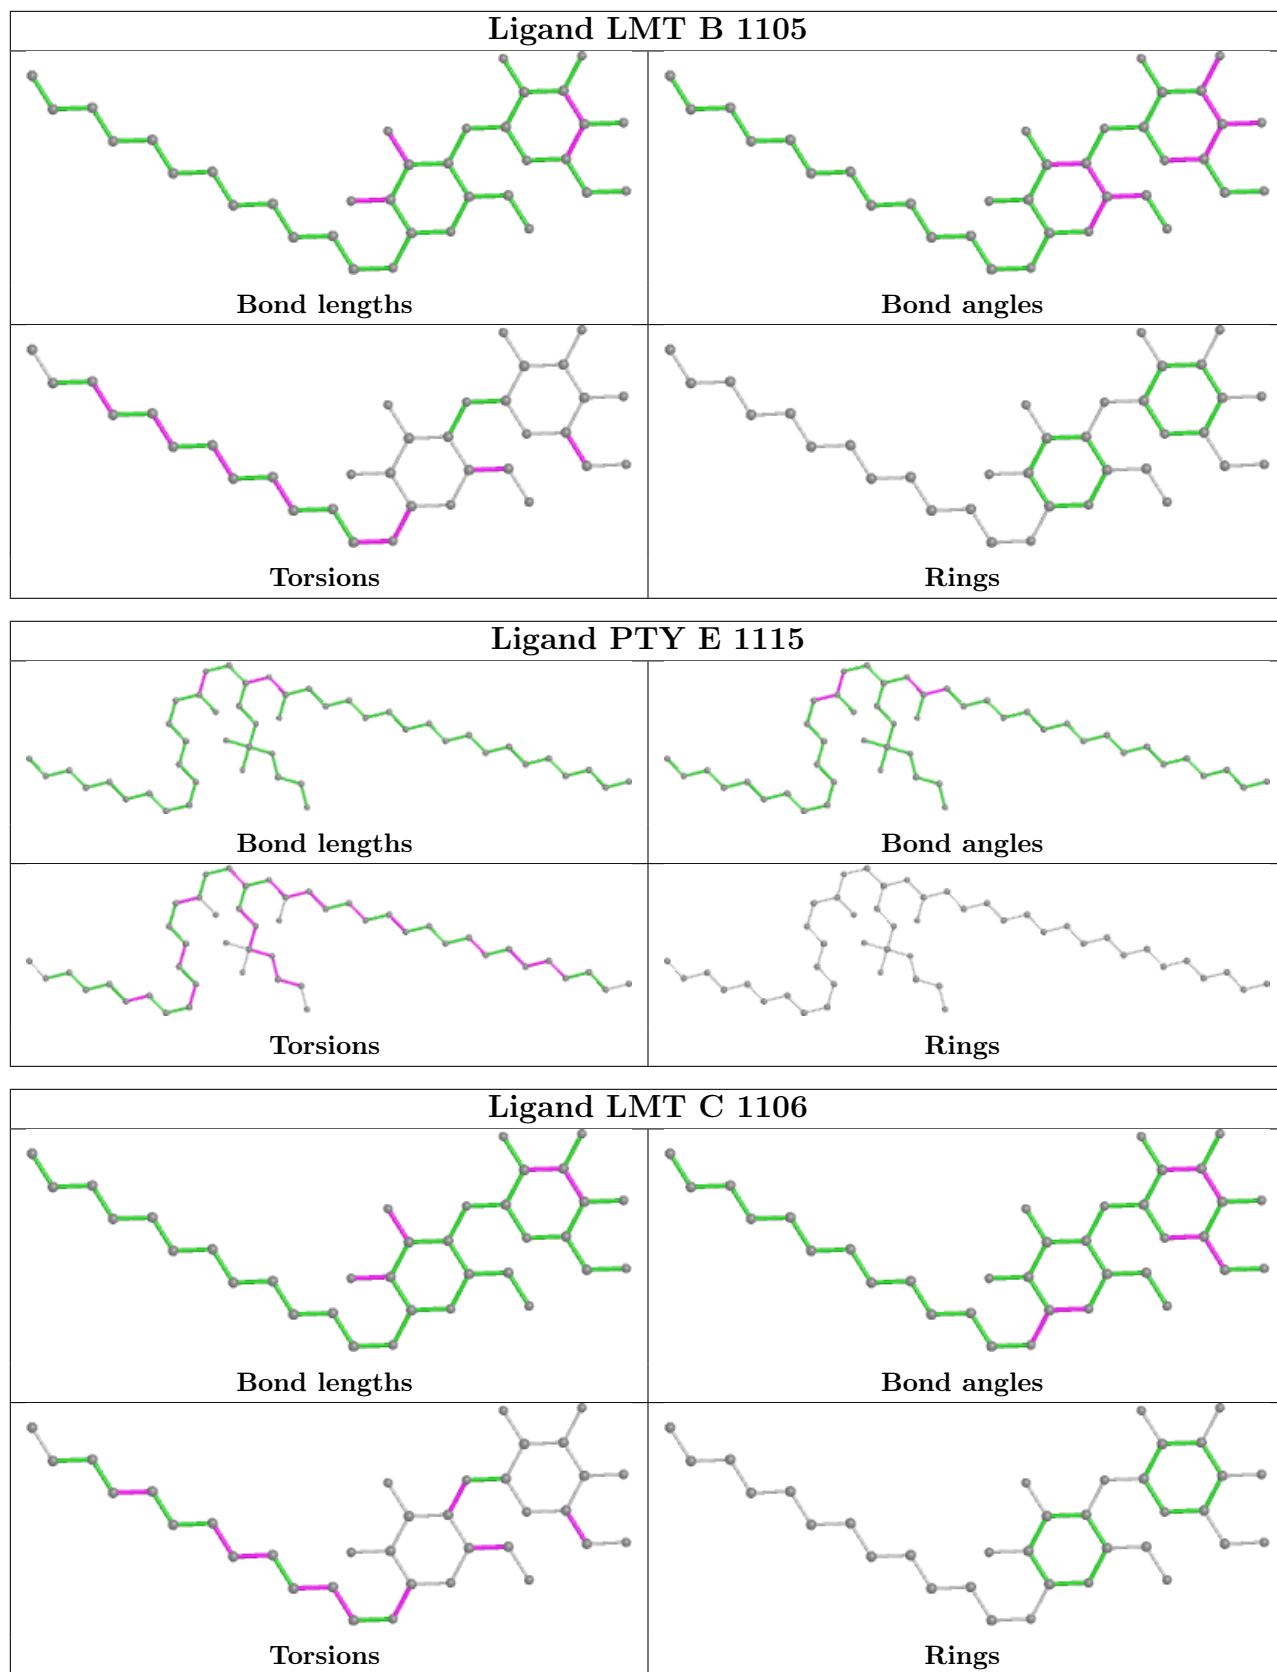 Ligand LMT B 1105
Bond lengths
Bond angles
Torsions
Rings
Ligand PTY E 1115
Bond lengths
Bond angles
Torsions
Rings
Ligand LMT C 1106
Bond lengths
Bond angles
Torsions
Rings